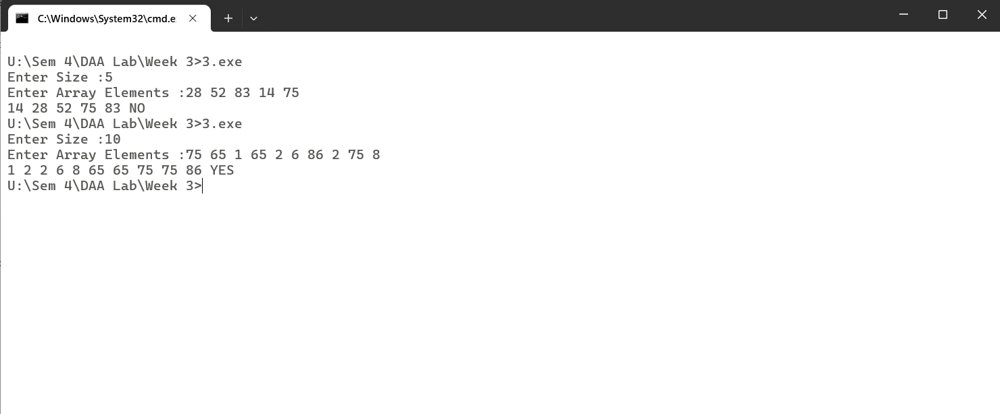 C:\Windows\System32\cmd.e
U:\Sem 4\DAA Lab\Week 3>3.exe
Enter Size :5
Enter Array Elements :28 52 83 14 75
14 28 52 75 83 NO
U:\Sem 4\DAA Lab\Week 3>3.exe
Enter Size :10
Enter Array Elements :75 65 1 65 2 6 86 2 75 8
1 2 2 6 8 65 65 75 75 86 YES
U:\Sem 4\DAA Lab\Week 3>